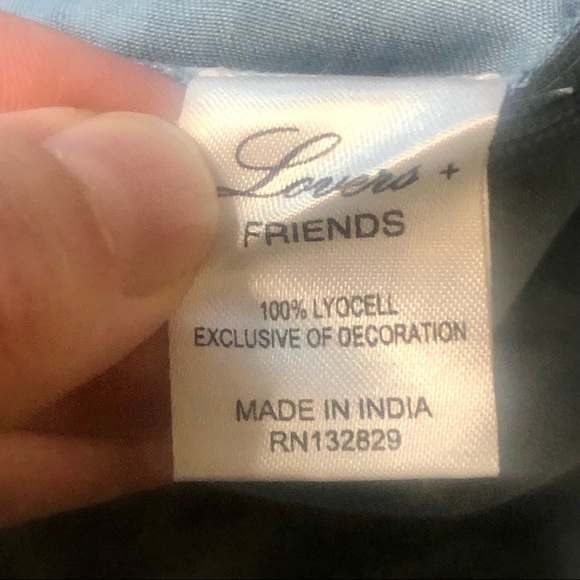 Lovers +
FRIENDS
100% LYOCELL
EXCLUSIVE OF DECORATION
MADE IN INDIA
RN132829